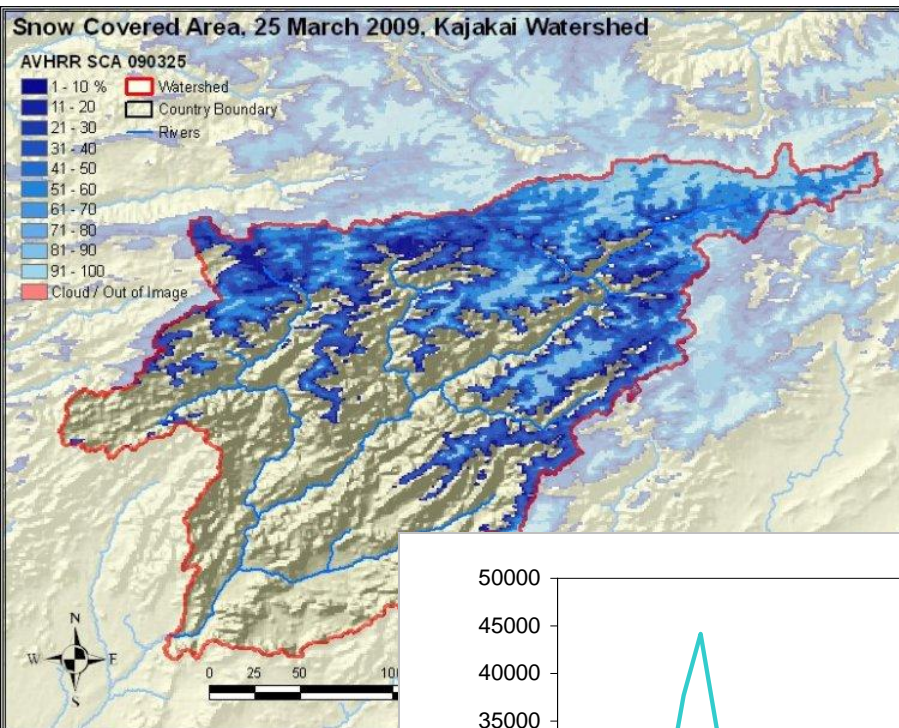 Snow Covered Area, 25 March 2009, Kajakai Watershed
AVHRR SCA 090325
1 - 10 %
11 - 20
21 - 30
31 - 40
41 - 50
51 - 60
61 - 70
71 - 80
81 - 90
91 - 100
Cloud / Out of Image
Watershed
Country Boundary
Rivers
N
W
E
S
0 25 50 10
50000
45000
40000
35000